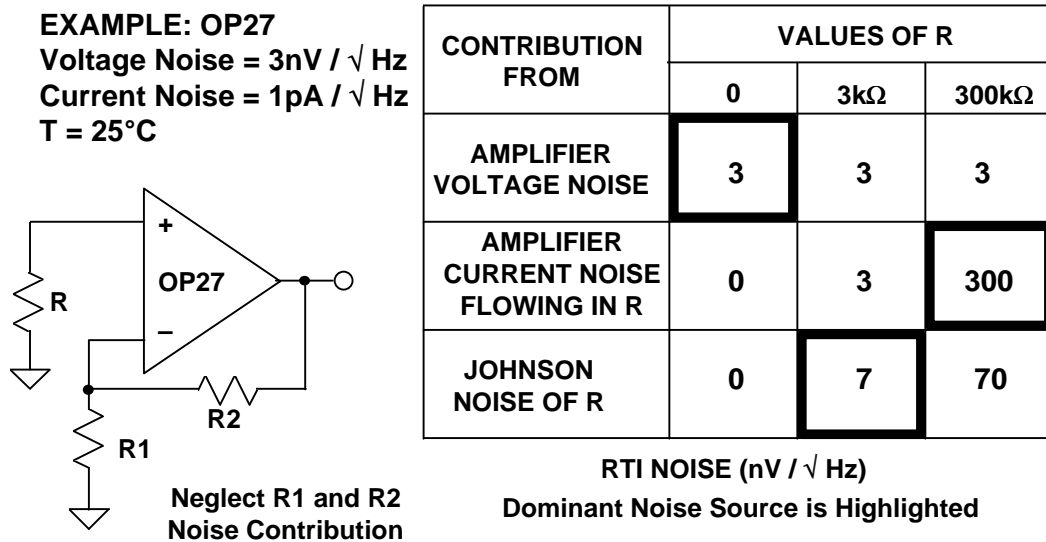 EXAMPLE: OP27
Voltage Noise = 3nV / √ Hz
Current Noise = 1pA / √ Hz
T = 25°C
+
OP27
–
R
R2
R1
Neglect R1 and R2
Noise Contribution
CONTRIBUTION
FROM
VALUES OF R
0 3kΩ 300kΩ
AMPLIFIER
VOLTAGE NOISE
3 3 3
AMPLIFIER
CURRENT NOISE
FLOWING IN R
0 3 300
JOHNSON
NOISE OF R
0 7 70
RTI NOISE (nV / √ Hz)
Dominant Noise Source is Highlighted